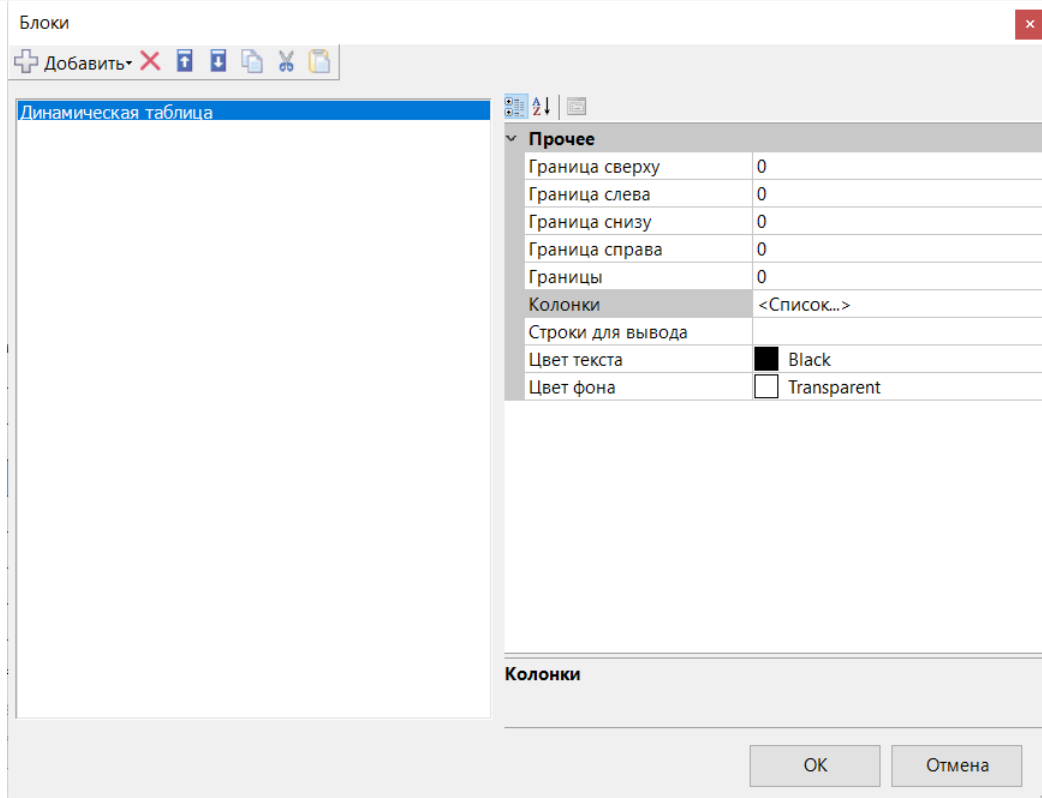 Блоки
Добавить
Динамическая таблица
Прочее
Граница сверху 0
Граница слева 0
Граница снизу 0
Граница справа 0
Границы 0
Колонки <Список...>
Строки для вывода
Цвет текста Black
Цвет фона Transparent
Колонки
OK Отмена